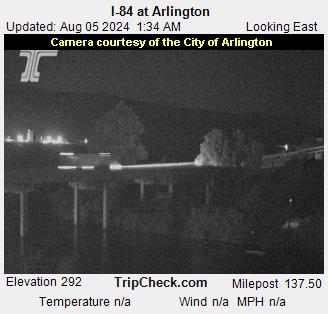 I-84 at Arlington
Updated: Aug 05 2024 1:34 AM Looking East
Camera courtesy of the City of Arlington
Elevation 292 TripCheck.com Milepost 137.50
Temperature n/a Wind n/a MPH n/a